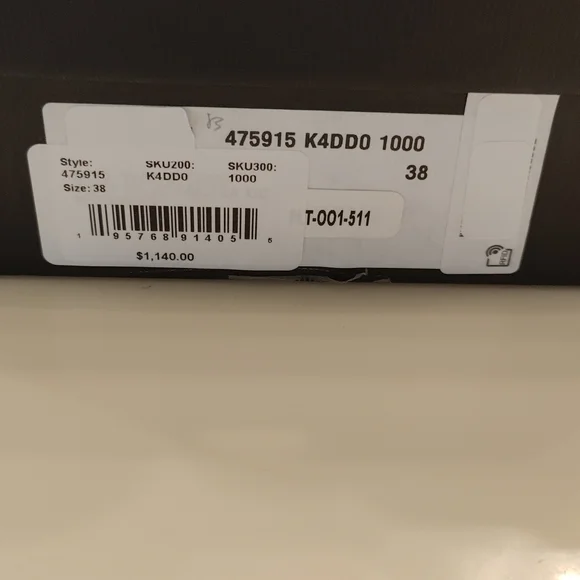 475915 K4DD0 1000
38
T-001-511
Style: SKU200: SKU300:
475915 K4DD0 1000
Size: 38
1 95768 91405 5
$1,140.00